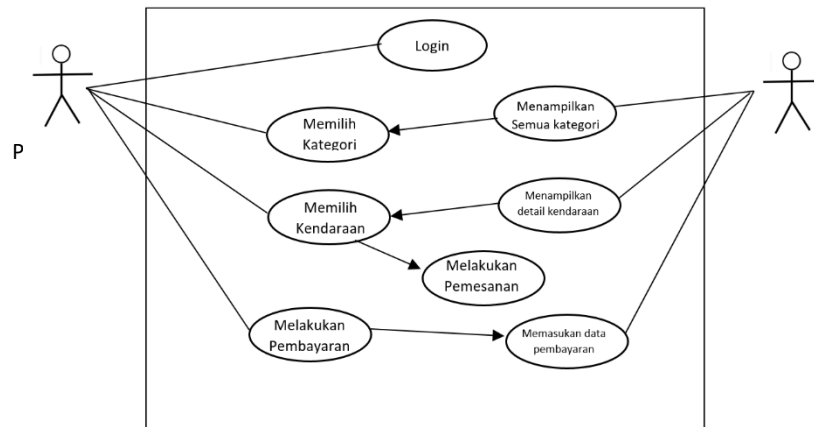 Login
Menampilkan
Semua kategori
Memilih
Kategori
P
Menampilkan
detail kendaraan
Memilih
Kendaraan
Melakukan
Pemesanan
Melakukan
Pembayaran
Memasukan data
pembayaran